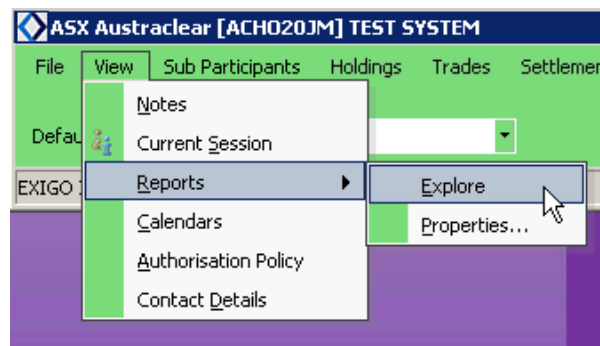 ASX Austraclear [ACHO20JM] TEST SYSTEM
File View Sub Participants Holdings Trades Settlemen
Notes
Defau
Current Session
EXIGO
Reports Explore
Calendars Properties...
Authorisation Policy
Contact Details